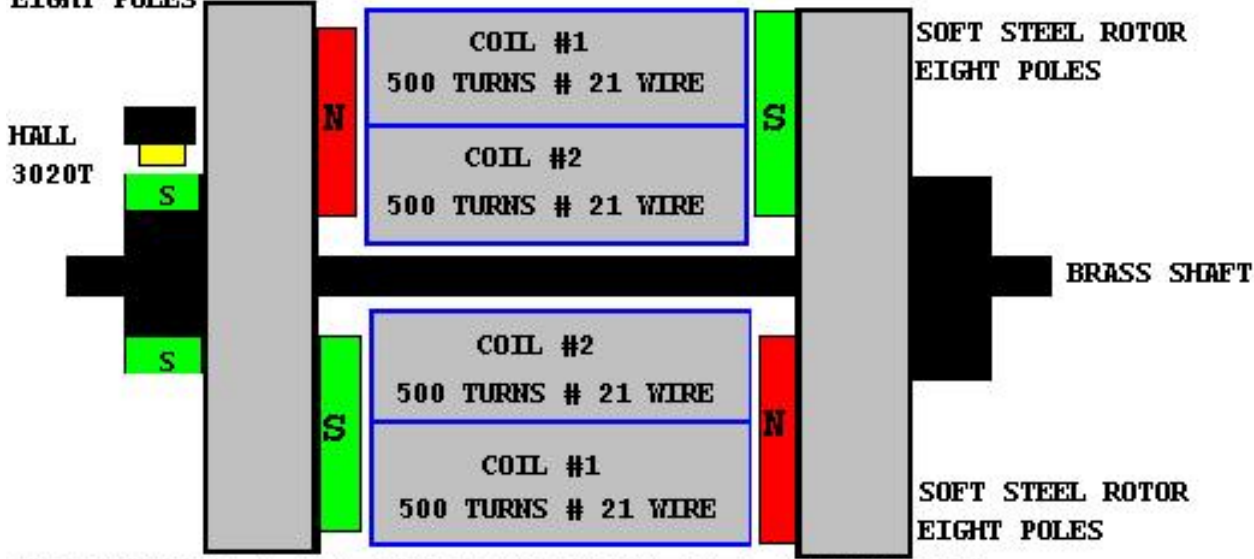 EIGHT POLES
COIL #1
500 TURNS # 21 WIRE
SOFT STEEL ROTOR
EIGHT POLES
N
S
HALL
3020T
COIL #2
500 TURNS # 21 WIRE
S
BRASS SHAFT
S
COIL #2
500 TURNS # 21 WIRE
S
N
COIL #1
500 TURNS # 21 WIRE
SOFT STEEL ROTOR
EIGHT POLES